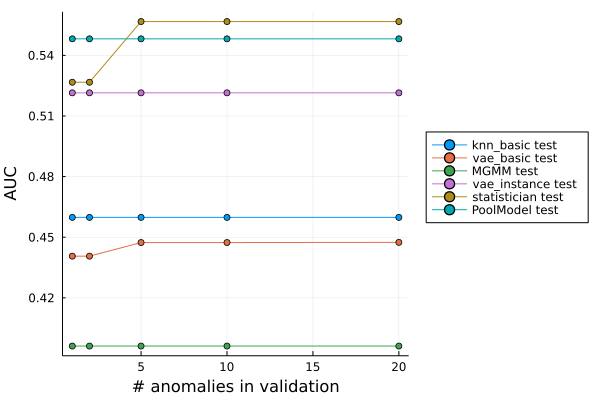 0.54
0.51
0.48
0.45
0.42
AUC
5
10
15
20
# anomalies in validation
knn_basic test
vae_basic test
MGMM test
vae_instance test
statistician test
PoolModel test